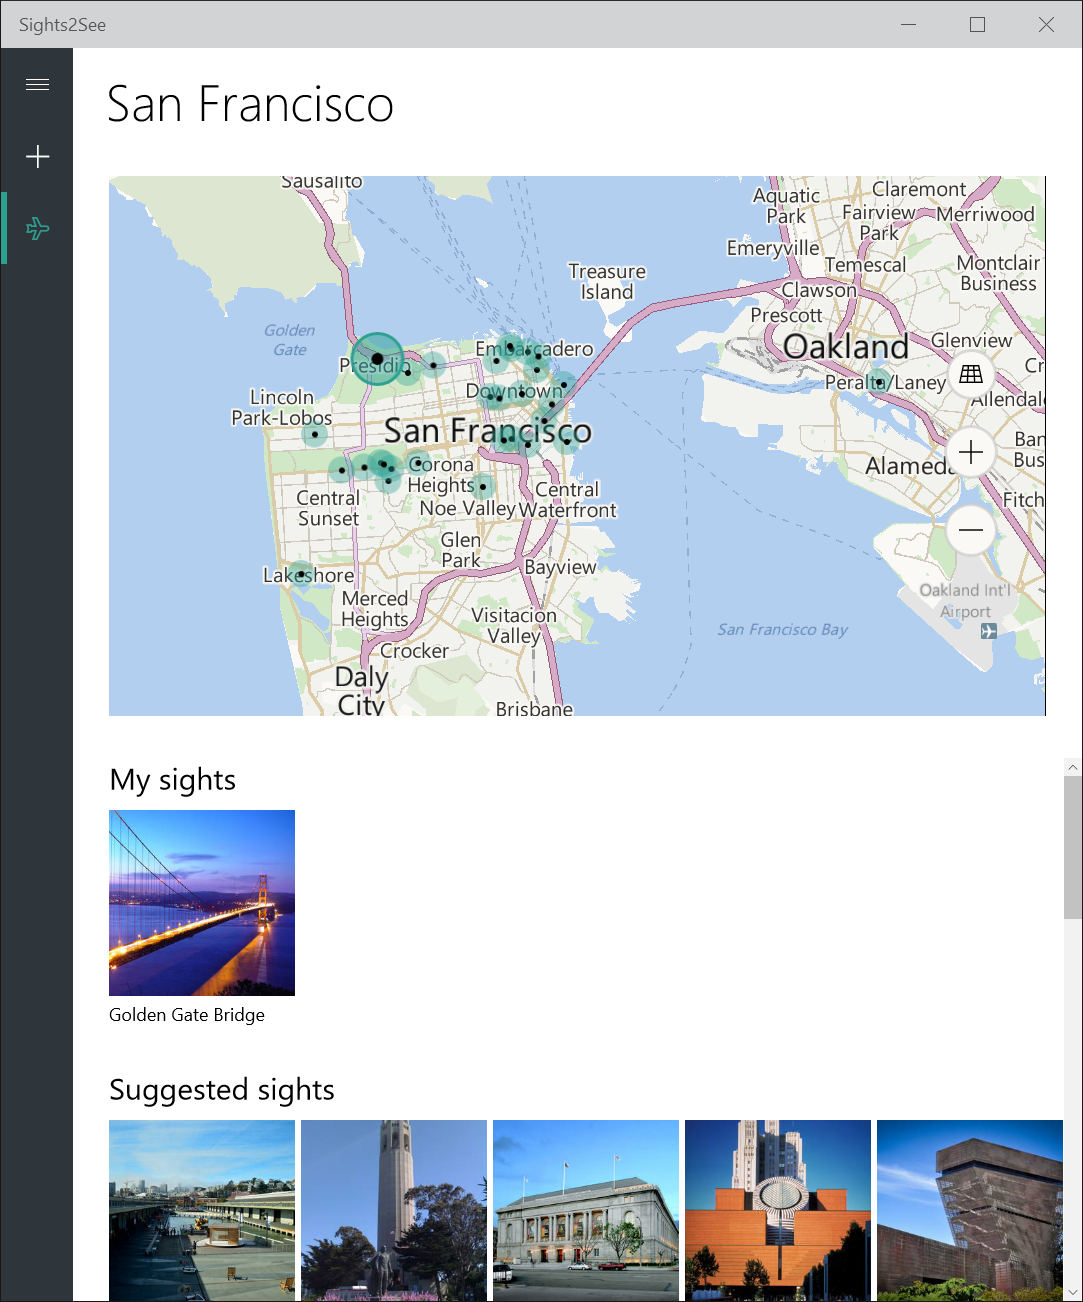 Sights2See
San Francisco
Sausalito
Aquatic
Park
Claremont
Fairview
Park
Merriwood
Emeryville
Temescal
Montclair
Business
Treasure
Island
Clawson
Prescott
Golden
Gate
Oakland
Glenview
Presidio
Embarcadero
Cr
Peralta/Laney
Allendale
Lincoln
Park-Lobos
Downtown
San Francisco
Ban
Bus
Alameda
Corona
Heights
Central
Sunset
Noe Valley
Central
Waterfront
Fitch
Glen
Park
Bayview
Lakeshore
Merced
Heights
Oakland Int'l
Airport
Visitacion
Valley
San Francisco Bay
Crocker
Daly
City
Brisbane
My sights
Golden Gate Bridge
Suggested sights